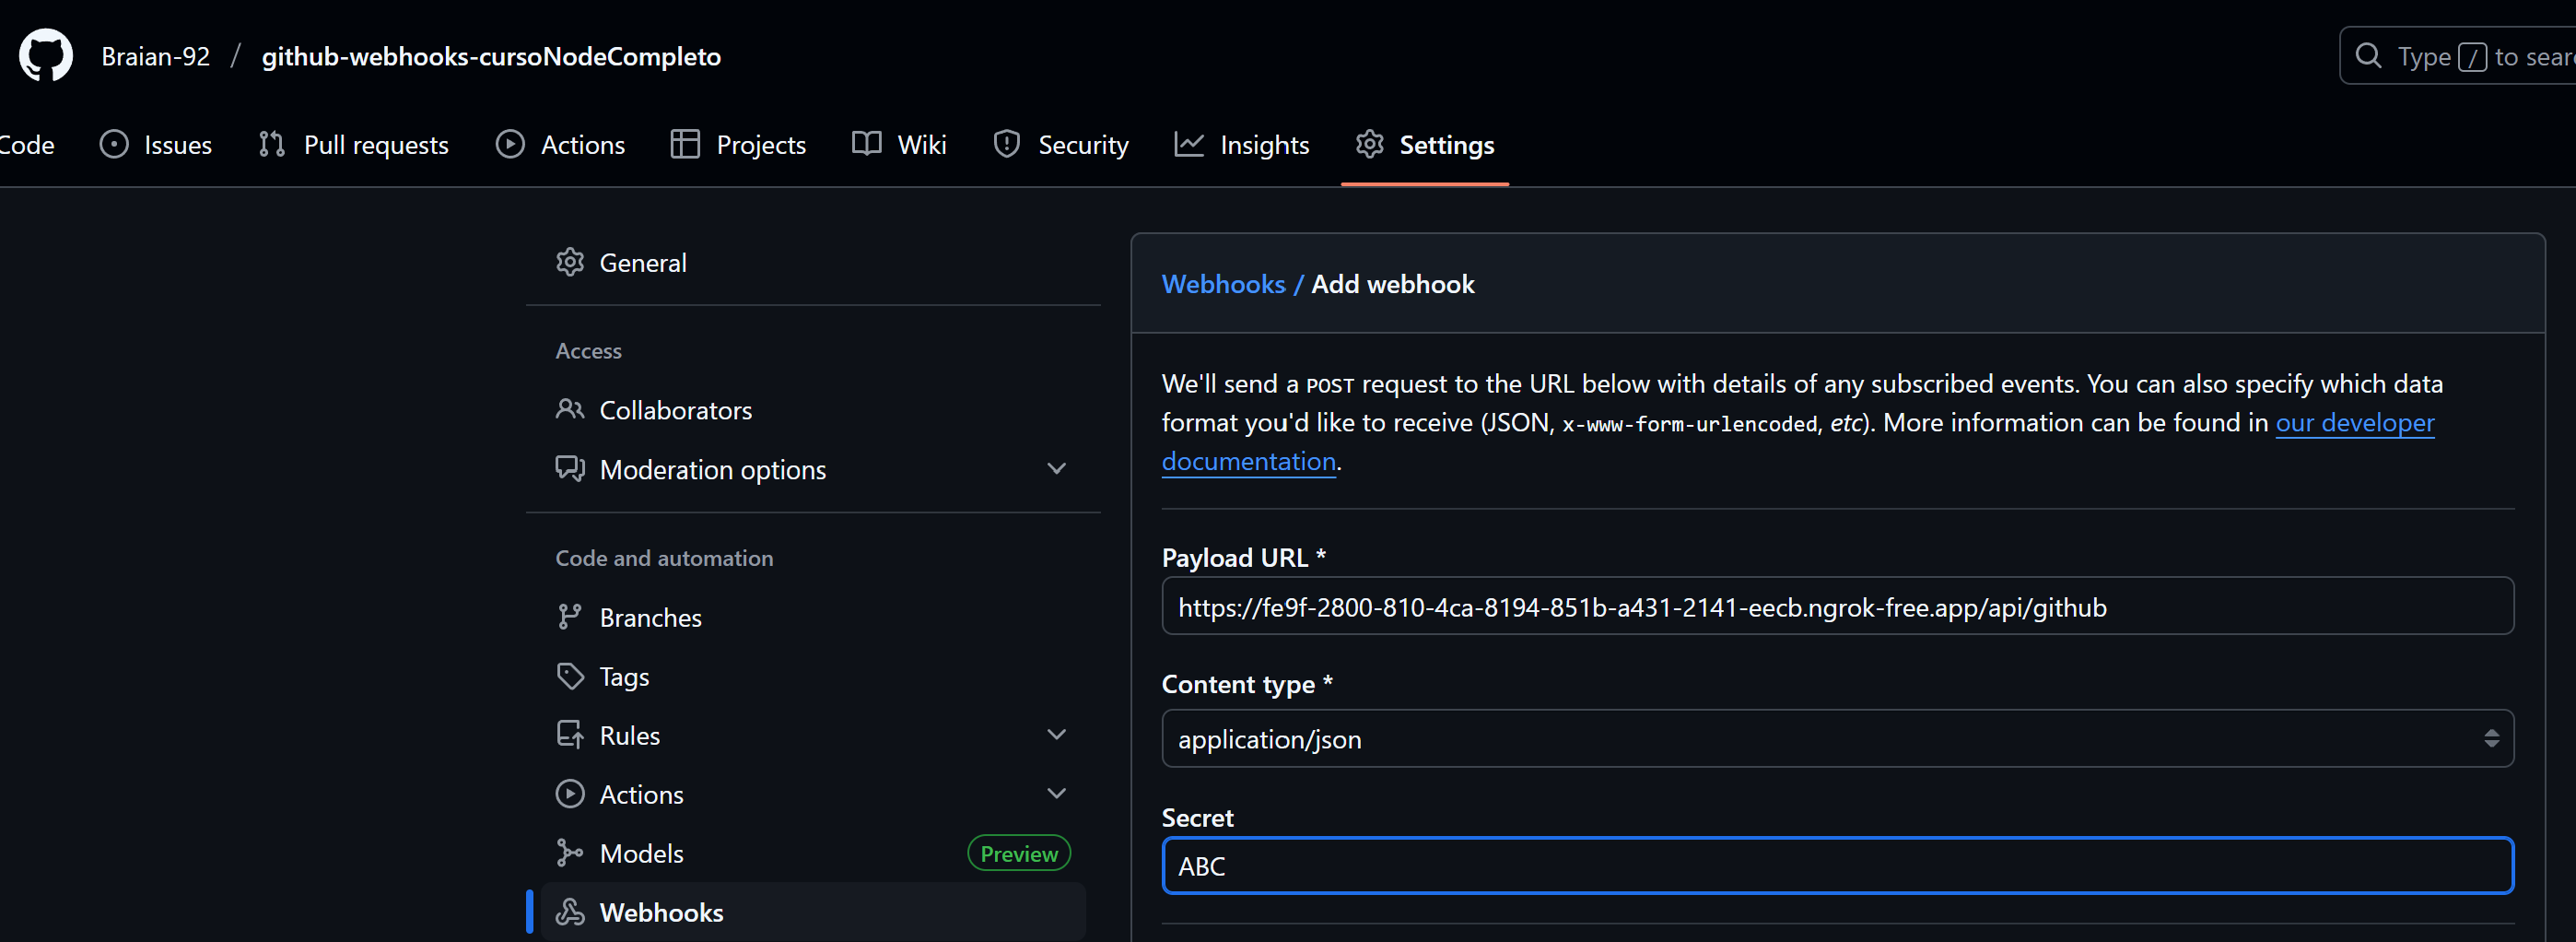 Braian-92 / github-webhooks-cursoNodeCompleto
Type / to sear
Code Issues Pull requests Actions Projects Wiki Security Insights Settings
General
Access
Collaborators
Moderation options
Code and automation
Branches
Tags
Rules
Actions
Models Preview
Webhooks
Webhooks / Add webhook
We'll send a POST request to the URL below with details of any subscribed events. You can also specify which data
format you'd like to receive (JSON, x-www-form-urlencoded, etc). More information can be found in our developer
documentation.
Payload URL *
https://fe9f-2800-810-4ca-8194-851b-a431-2141-eecb.ngrok-free.app/api/github
Content type *
application/json
Secret
ABC